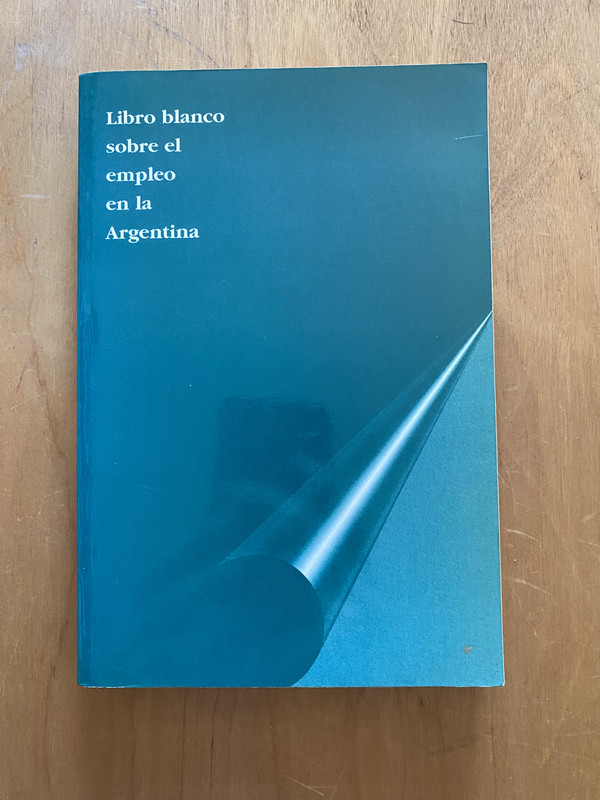 Libro blanco
sobre el
empleo
en la
Argentina